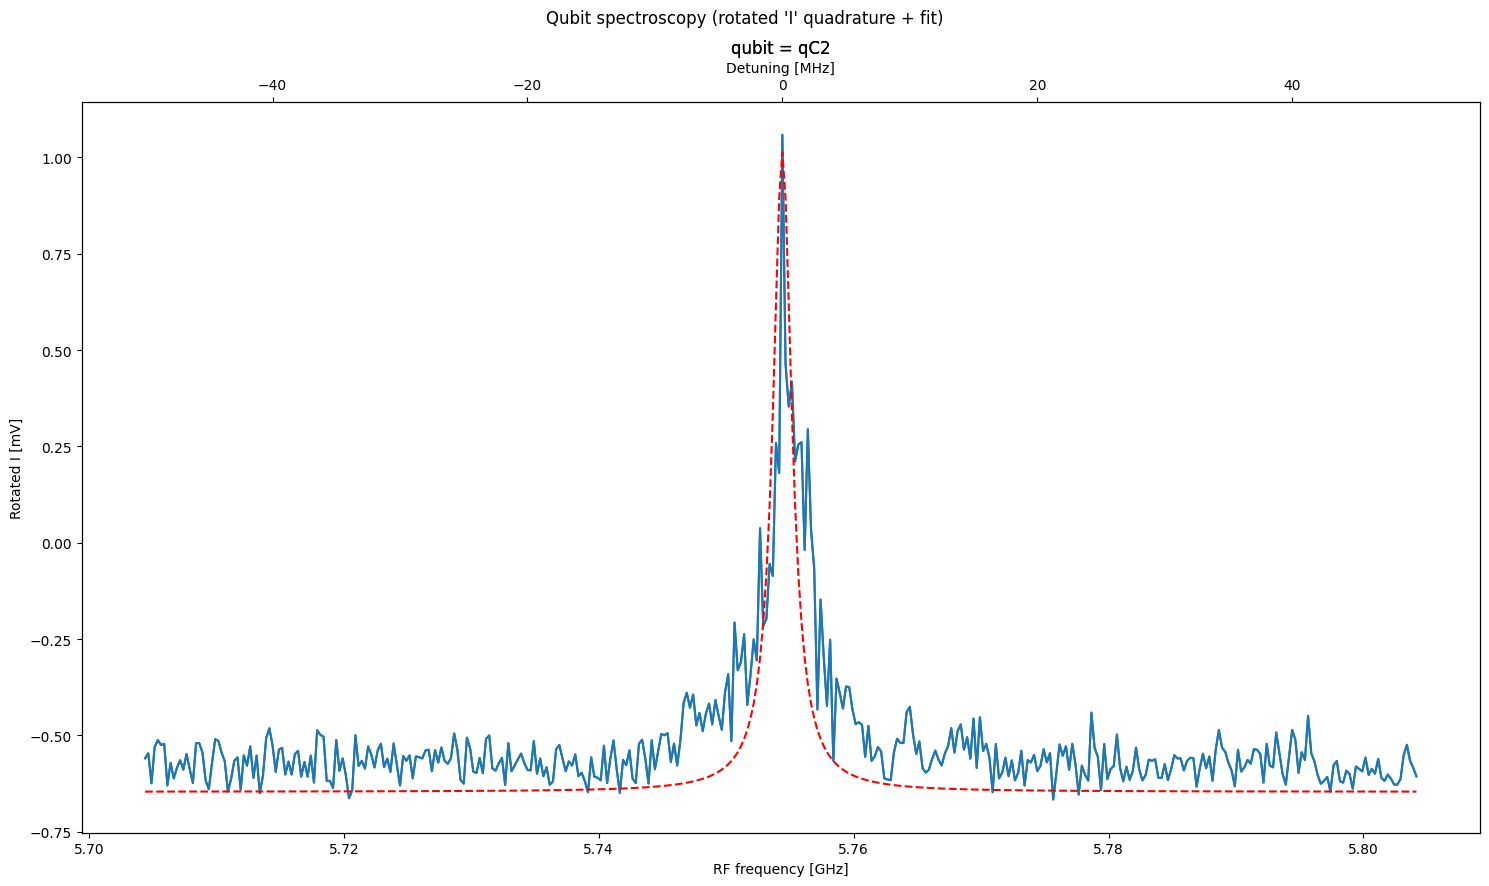 Qubit spectroscopy (rotated 'I' quadrature + fit)
qubit = qC2
Detuning [MHz]
−40 −20 0 20 40
1.00
0.75
0.50
0.25
0.00
−0.25
−0.50
−0.75
Rotated I [mV]
5.70 5.72 5.74 5.76 5.78 5.80
RF frequency [GHz]